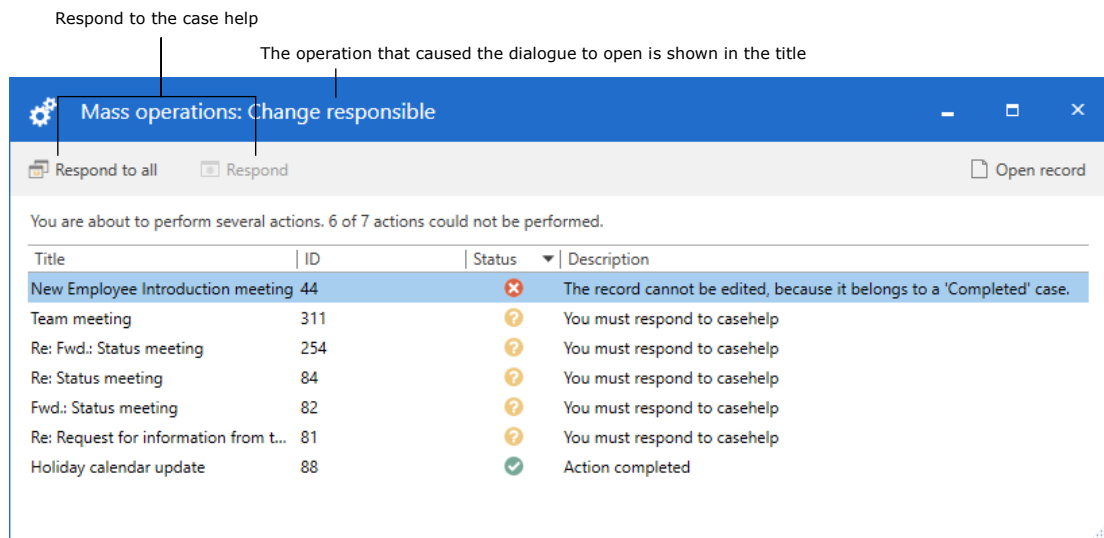 Respond to the case help
The operation that caused the dialogue to open is shown in the title
Mass operations: Change responsible
Respond to all Respond Open record
You are about to perform several actions. 6 of 7 actions could not be performed.
Title ID Status Description
New Employee Introduction meeting 44 The record cannot be edited, because it belongs to a 'Completed' case.
Team meeting 311 You must respond to casehelp
Re: Fwd.: Status meeting 254 You must respond to casehelp
Re: Status meeting 84 You must respond to casehelp
Fwd.: Status meeting 82 You must respond to casehelp
Re: Request for information from t... 81 You must respond to casehelp
Holiday calendar update 88 Action completed